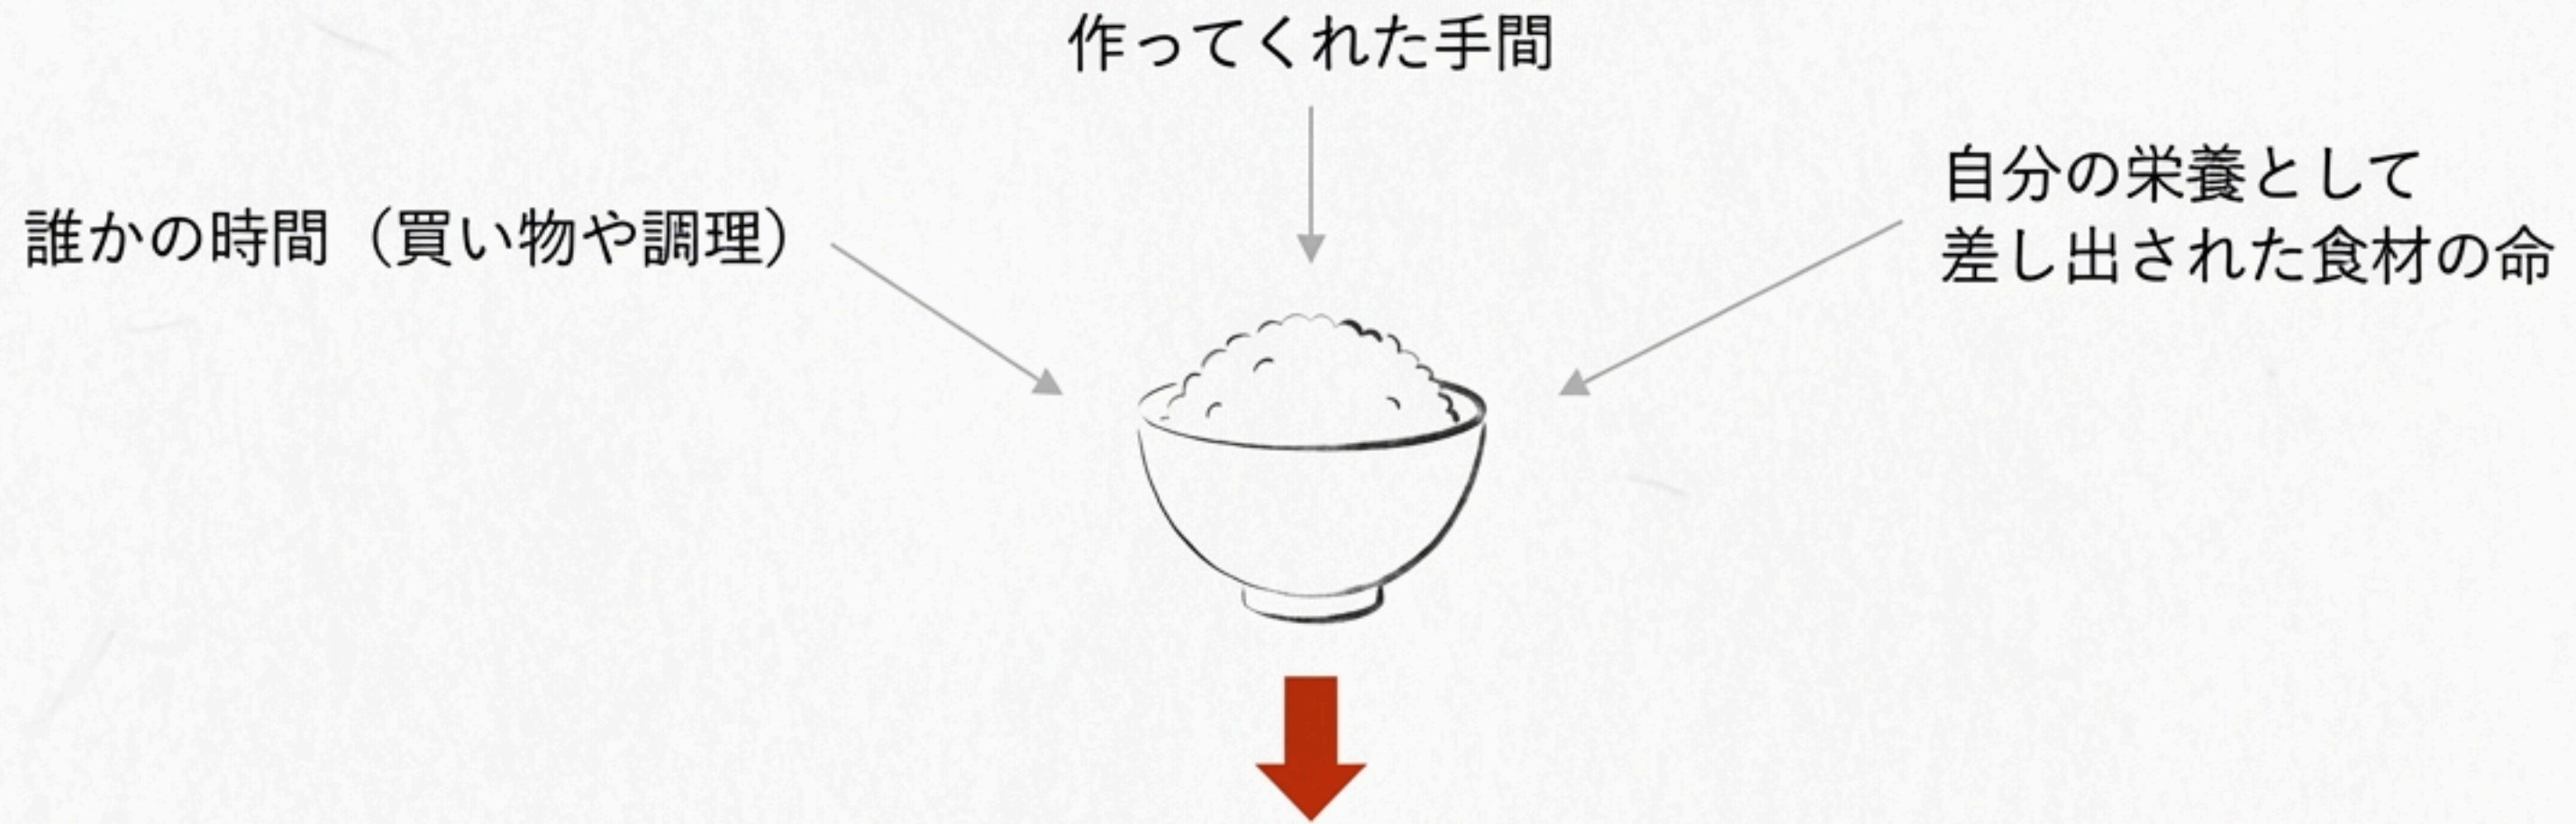 作ってくれた手間
誰かの時間（買い物や調理）
自分の栄養として
差し出された食材の命